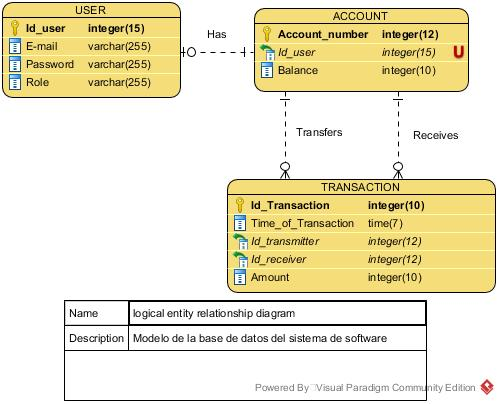 USER
Id_user integer(15)
E-mail varchar(255)
Password varchar(255)
Role varchar(255)
Has
ACCOUNT
Account_number integer(12)
Id_user integer(15) U
Balance integer(10)
Transfers
Receives
TRANSACTION
Id_Transaction integer(10)
Time_of_Transaction time(7)
Id_transmitter integer(12)
Id_receiver integer(12)
Amount integer(10)
Name logical entity relationship diagram
Description Modelo de la base de datos del sistema de software
Powered By Visual Paradigm Community Edition